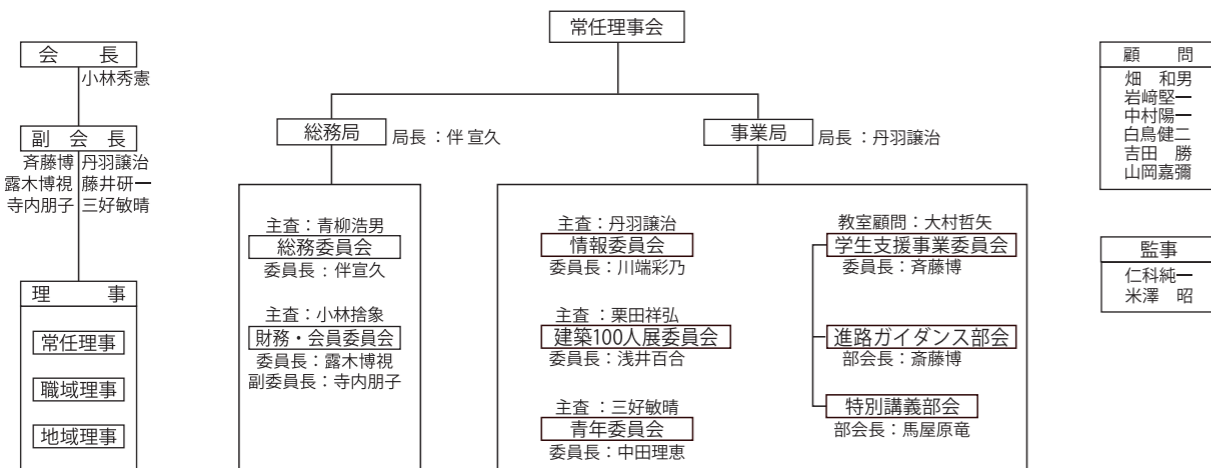 常任理事会
会　長
小林秀憲
副　会　長
斉藤博 丹羽譲治
露木博視 藤井研一
寺内朋子 三好敏晴
理　　事
常任理事
職域理事
地域理事
総務局 局長：伴 宣久
主査：青柳浩男
総務委員会
委員長：伴宣久
主査：小林捨象
財務・会員委員会
委員長：露木博視
副委員長：寺内朋子
事業局 局長：丹羽譲治
主査：丹羽譲治
情報委員会
委員長：川端彩乃
主査：栗田祥弘
建築100人展委員会
委員長：浅井百合
主査：三好敏晴
青年委員会
委員長：中田理恵
教室顧問：大村哲矢
学生支援事業委員会
委員長：斉藤博
進路ガイダンス部会
部会長：斎藤博
特別講義部会
部会長：馬屋原竜
顧　問
畑　和男
岩﨑堅一
中村陽一
白鳥健二
吉田　勝
山岡嘉彌
監事
仁科純一
米澤　昭